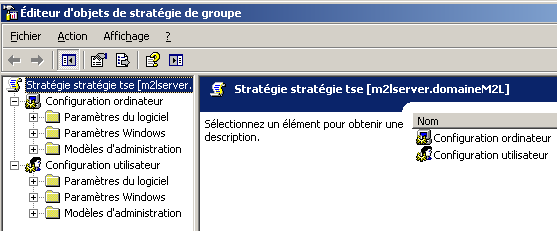 Éditeur d'objets de stratégie de groupe
Fichier Action Affichage ?
Stratégie stratégie tse [m2lserver.
Configuration ordinateur
Paramètres du logiciel
Paramètres Windows
Modèles d'administration
Configuration utilisateur
Paramètres du logiciel
Paramètres Windows
Modèles d'administration
Stratégie stratégie tse [m2lserver.domaineM2L]
Sélectionnez un élément pour obtenir une
description.
Nom
Configuration ordinateur
Configuration utilisateur